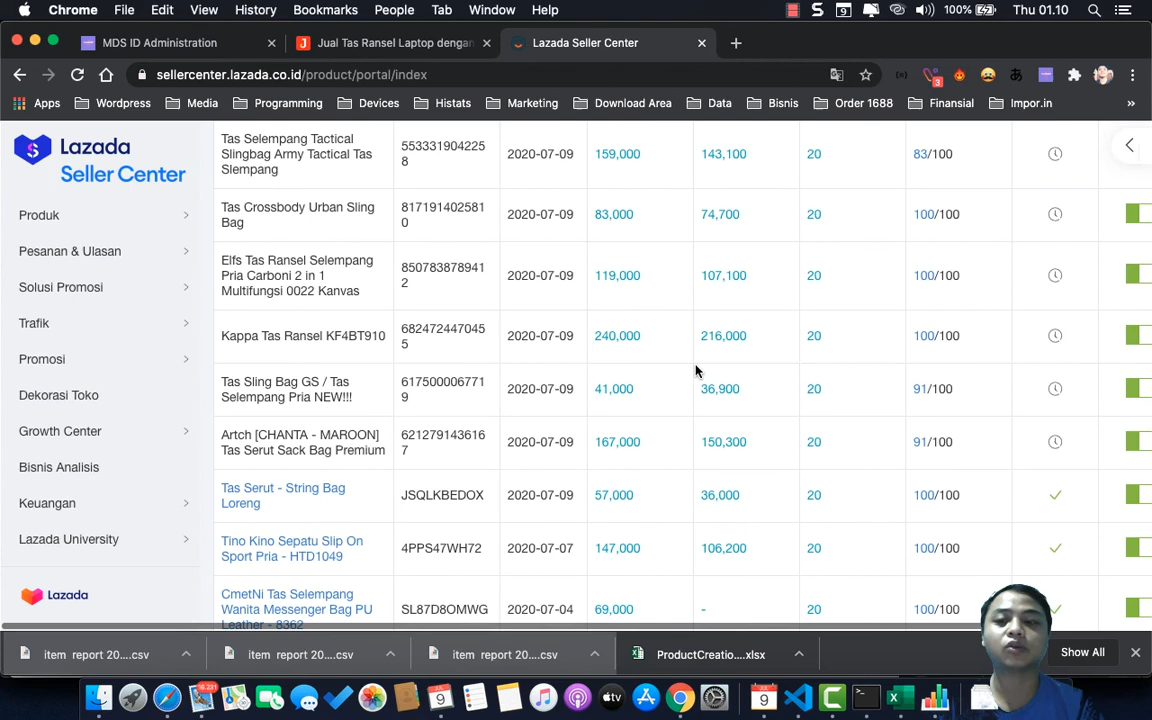 Chrome File Edit View History Bookmarks People Tab Window Help 9 100% Thu 01.10
MDS ID Administration Jual Tas Ransel Laptop dengan Lazada Seller Center
sellercenter.lazada.co.id/product/portal/index
Apps Wordpress Media Programming Devices Histats Marketing Download Area Data Bisnis Order 1688 Finansial Impor.in »
Lazada
Seller Center
Produk
Pesanan & Ulasan
Solusi Promosi
Trafik
Promosi
Dekorasi Toko
Growth Center
Bisnis Analisis
Keuangan
Lazada University
Lazada
Tas Selempang Tactical
Slingbag Army Tactical Tas
Slempang
553331904225
8
2020-07-09 159,000 143,100 20 83/100
Tas Crossbody Urban Sling
Bag
817191402581
0
2020-07-09 83,000 74,700 20 100/100
Elfs Tas Ransel Selempang
Pria Carboni 2 in 1
Multifungsi 0022 Kanvas
850783878941
2
2020-07-09 119,000 107,100 20 100/100
Kappa Tas Ransel KF4BT910
682472447045
5
2020-07-09 240,000 216,000 20 100/100
Tas Sling Bag GS / Tas
Selempang Pria NEW!!!
617500006771
9
2020-07-09 41,000 36,900 20 91/100
Artch [CHANTA - MAROON]
Tas Serut Sack Bag Premium
621279143616
7
2020-07-09 167,000 150,300 20 91/100
Tas Serut - String Bag
Loreng
JSQLKBEDOX 2020-07-09 57,000 36,000 20 100/100
Tino Kino Sepatu Slip On
Sport Pria - HTD1049
4PPS47WH72 2020-07-07 147,000 106,200 20 100/100
CmetNi Tas Selempang
Wanita Messenger Bag PU
Leather - 8362
SL87D8OMWG 2020-07-04 69,000 - 20 100/100
item report 20....csv item report 20....csv item report 20....csv ProductCreatio....xlsx Show All